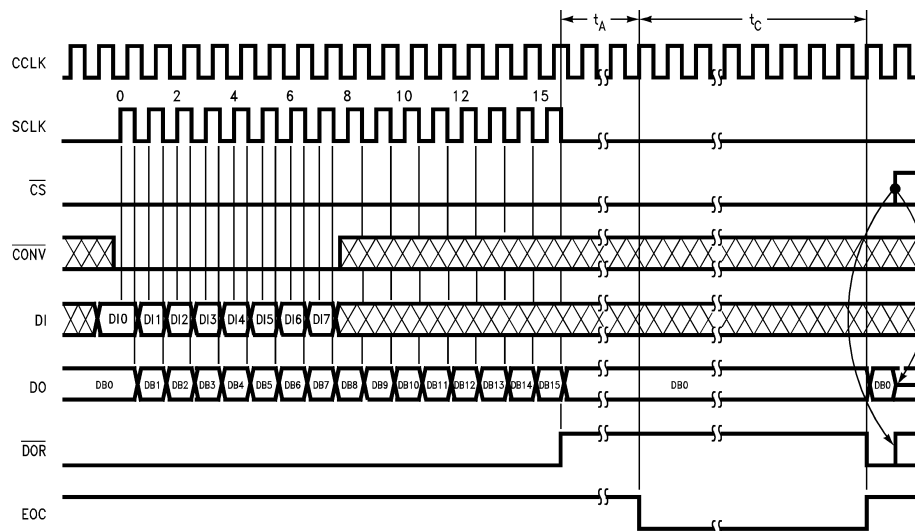 tA tC
CCLK
0 2 4 6 8 10 12 15
SCLK
CS
CONV
DI DI0 DI1 DI2 DI3 DI4 DI5 DI6 DI7
DO DB0 DB1 DB2 DB3 DB4 DB5 DB6 DB7 DB8 DB9 DB10 DB11 DB12 DB13 DB14 DB15 DB0 DB0
DOR
EOC